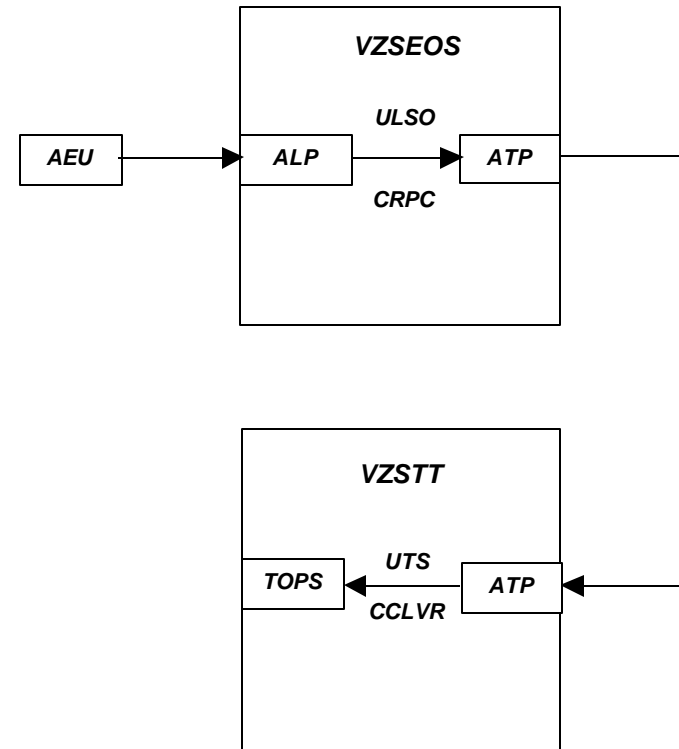 VZSEOS
ULSO
AEU
ALP
ATP
CRPC
VZSTT
UTS
TOPS
ATP
CCLVR